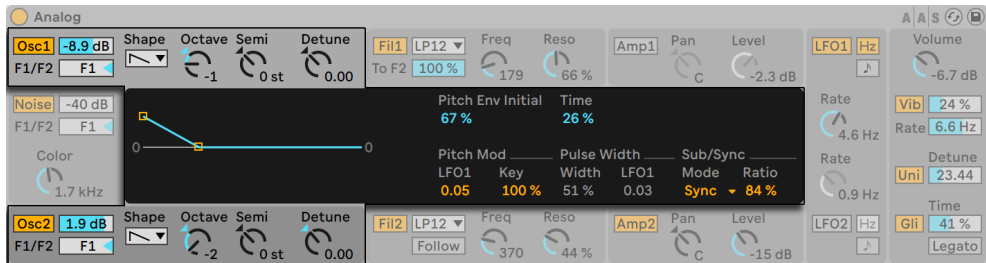 Analog
A A S
Osc1 -8.9 dB Shape Octave Semi Detune
F1/F2 F1 -1 0 st 0.00
Fil1 LP12 Freq Reso
To F2 100 % 179 66 %
Amp1 Pan Level
C -2.3 dB
LFO1 Hz
Volume
-6.7 dB
Noise -40 dB
F1/F2 F1
Color
1.7 kHz
Pitch Env Initial Time
67 % 26 %
0 0
Pitch Mod Pulse Width Sub/Sync
LFO1 Key Width LFO1 Mode Ratio
0.05 100 % 51 % 0.03 Sync 84 %
Rate
4.6 Hz
Rate
0.9 Hz
Vib 24 %
Rate 6.6 Hz
Detune
Uni 23.44
Osc2 1.9 dB Shape Octave Semi Detune
F1/F2 F1 -2 0 st 0.00
Fil2 LP12 Freq Reso
Follow 370 44 %
Amp2 Pan Level
C -15 dB
LFO2 Hz
Time
Gli 41 %
Legato